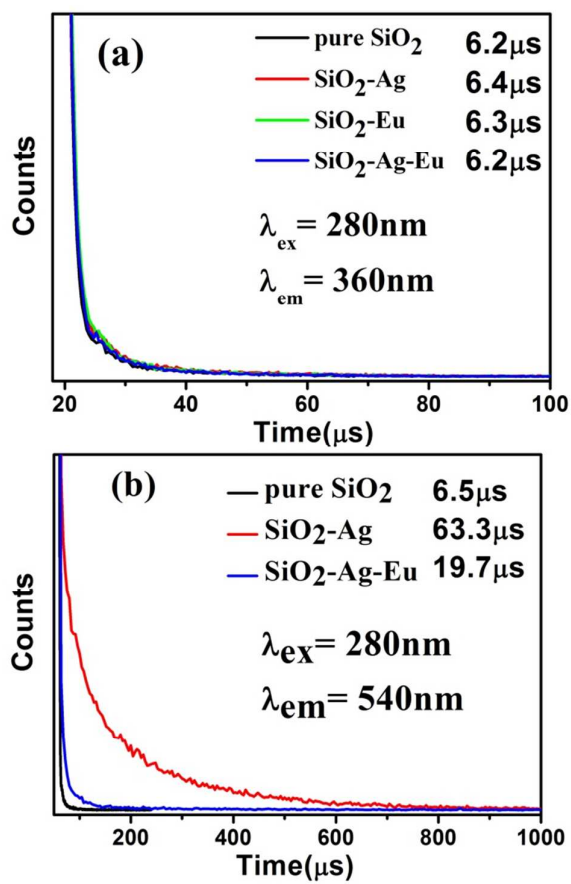 (a)
pure SiO2 6.2μs
SiO2-Ag 6.4μs
SiO2-Eu 6.3μs
SiO2-Ag-Eu 6.2μs
λex= 280nm
λem= 360nm
Counts
20 40 60 80 100
Time(μs)
(b)
pure SiO2 6.5μs
SiO2-Ag 63.3μs
SiO2-Ag-Eu 19.7μs
λex= 280nm
λem= 540nm
Counts
200 400 600 800 1000
Time(μs)